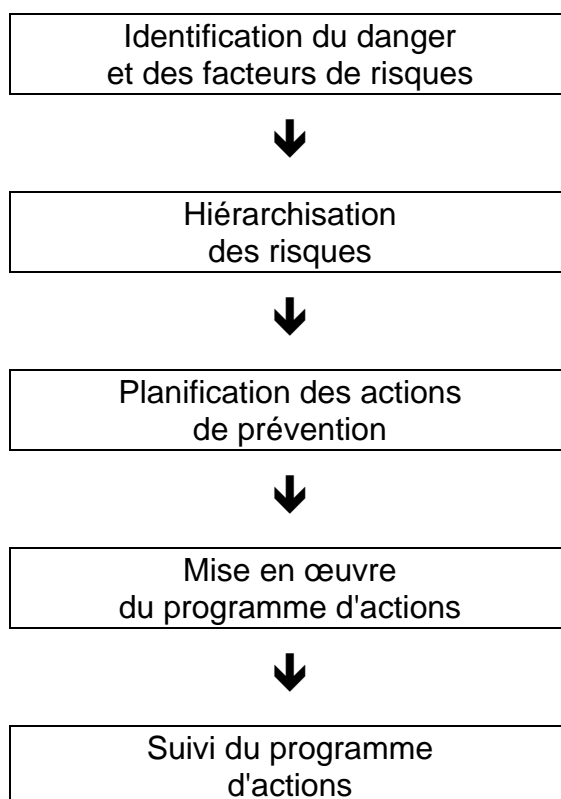 Identification du danger
et des facteurs de risques
Hiérarchisation
des risques
Planification des actions
de prévention
Mise en œuvre
du programme d'actions
Suivi du programme
d'actions